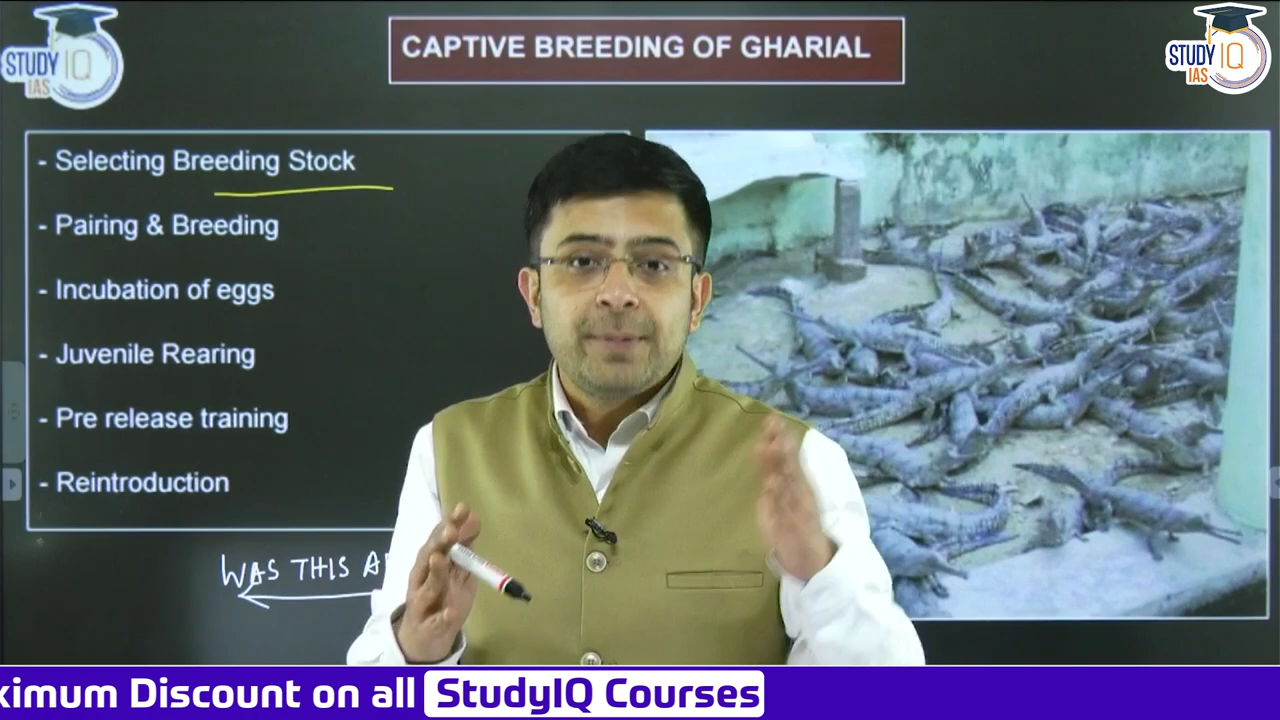 STUDY IQ
IAS
CAPTIVE BREEDING OF GHARIAL
STUDY IQ
IAS
- Selecting Breeding Stock
- Pairing & Breeding
- Incubation of eggs
- Juvenile Rearing
- Pre release training
- Reintroduction
WAS THIS
Discount on all StudyIQ Courses